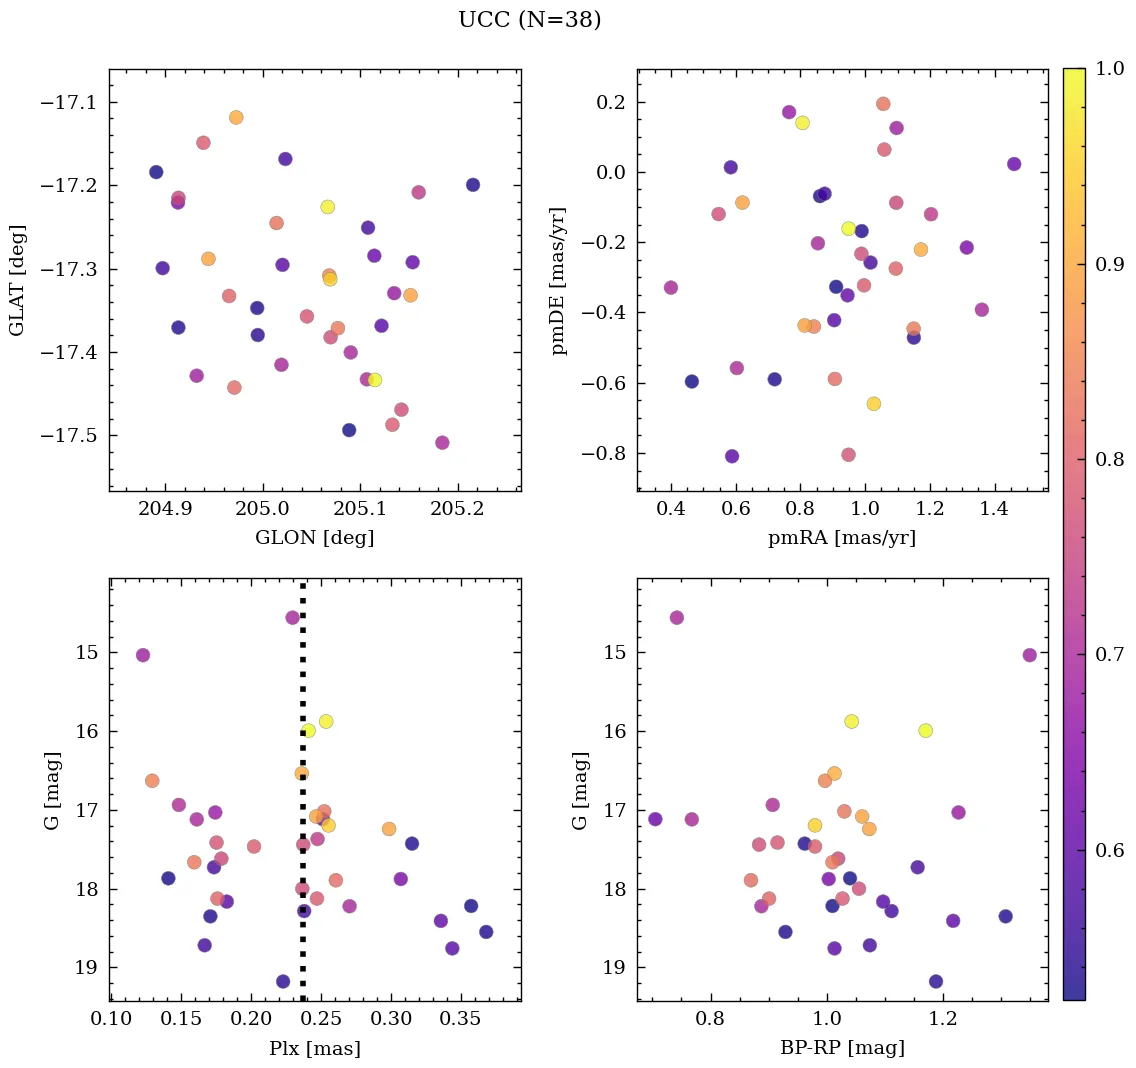 UCC (N=38)
−17.1
−17.2
−17.3
−17.4
−17.5
GLAT [deg]
204.9 205.0 205.1 205.2
GLON [deg]
0.2
0.0
−0.2
−0.4
−0.6
−0.8
pmDE [mas/yr]
0.4 0.6 0.8 1.0 1.2 1.4
pmRA [mas/yr]
15
16
17
18
19
G [mag]
0.10 0.15 0.20 0.25 0.30 0.35
Plx [mas]
15
16
17
18
19
G [mag]
0.8 1.0 1.2
BP-RP [mag]
1.0
0.9
0.8
0.7
0.6